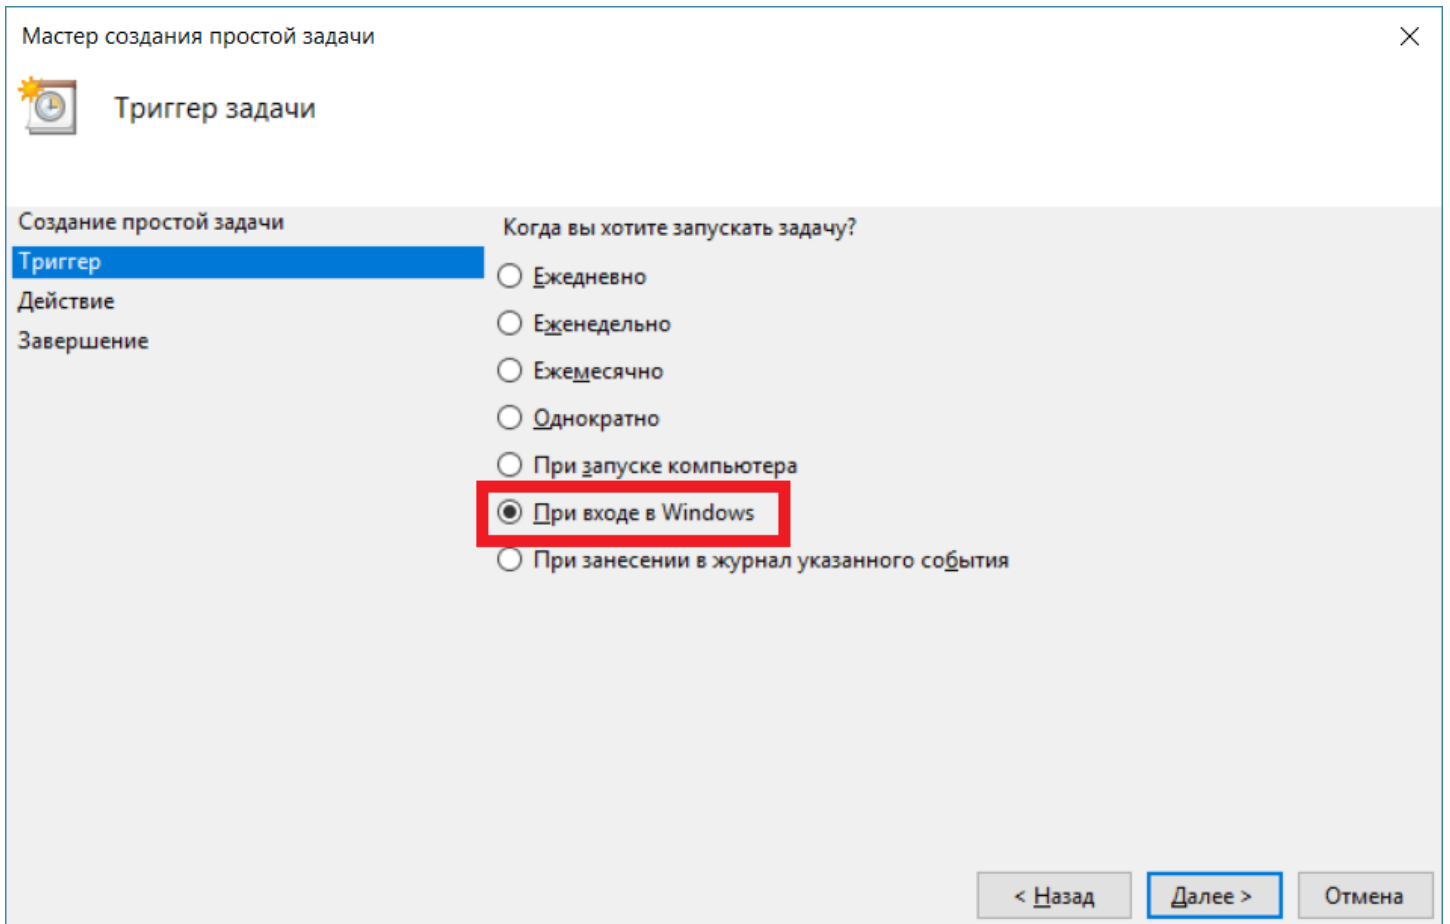 Мастер создания простой задачи
Триггер задачи
Создание простой задачи
Триггер
Действие
Завершение
Когда вы хотите запускать задачу?
Ежедневно
Еженедельно
Ежемесячно
Однократно
При запуске компьютера
При входе в Windows
При занесении в журнал указанного события
< Назад
Далее >
Отмена